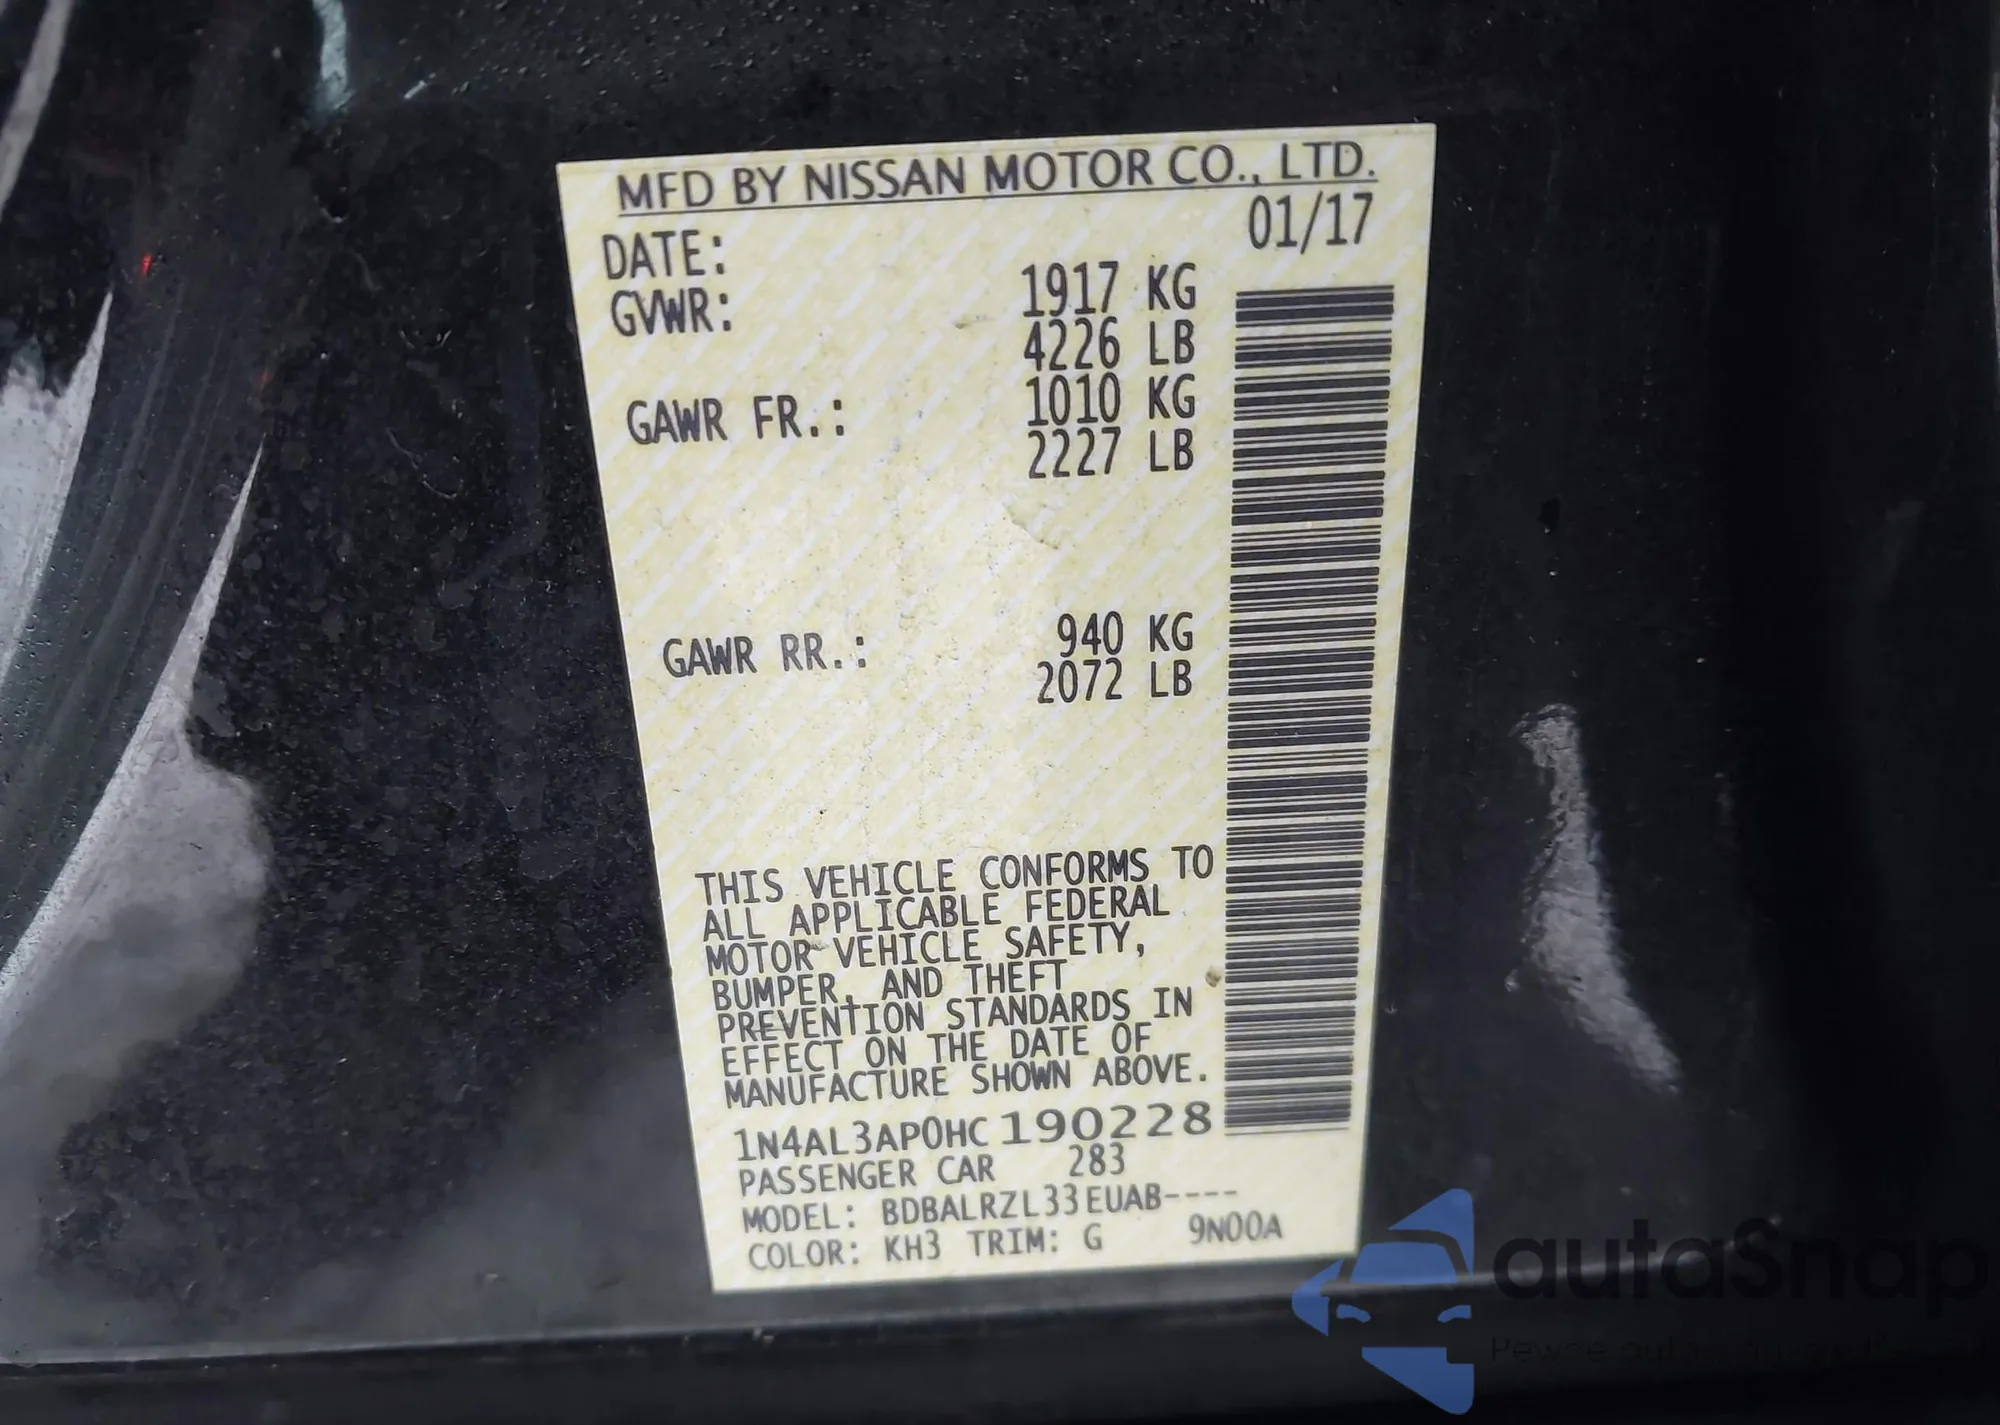 MFD BY NISSAN MOTOR CO., LTD.
DATE: 01/17
GVWR: 1917 KG
4226 LB
GAWR FR.: 1010 KG
2227 LB
GAWR RR.: 940 KG
2072 LB
THIS VEHICLE CONFORMS TO
ALL APPLICABLE FEDERAL
MOTOR VEHICLE SAFETY,
BUMPER, AND THEFT
PREVENTION STANDARDS IN
EFFECT ON THE DATE OF
MANUFACTURE SHOWN ABOVE.
1N4AL3AP0HC190228
PASSENGER CAR 283
MODEL: BDBALRZL33EUAB----
COLOR: KH3 TRIM: G 9N00A
autaSnap